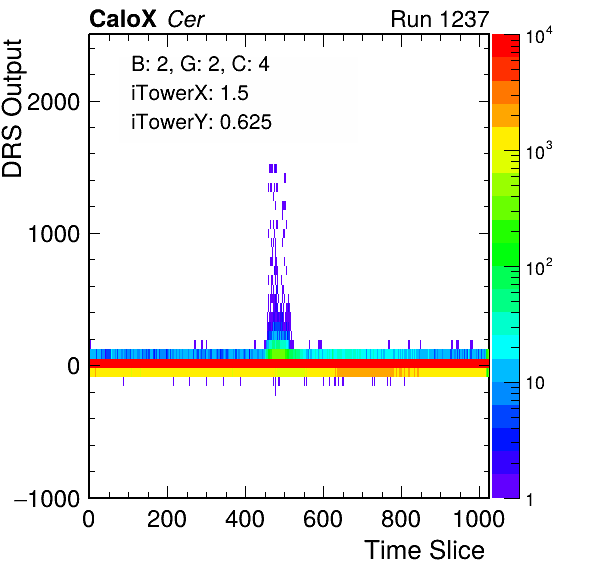 CaloX Cer Run 1237
DRS Output
B: 2, G: 2, C: 4
iTowerX: 1.5
iTowerY: 0.625
2000
1000
0
−1000
0 200 400 600 800 1000
Time Slice
10^4
10^3
10^2
10
1